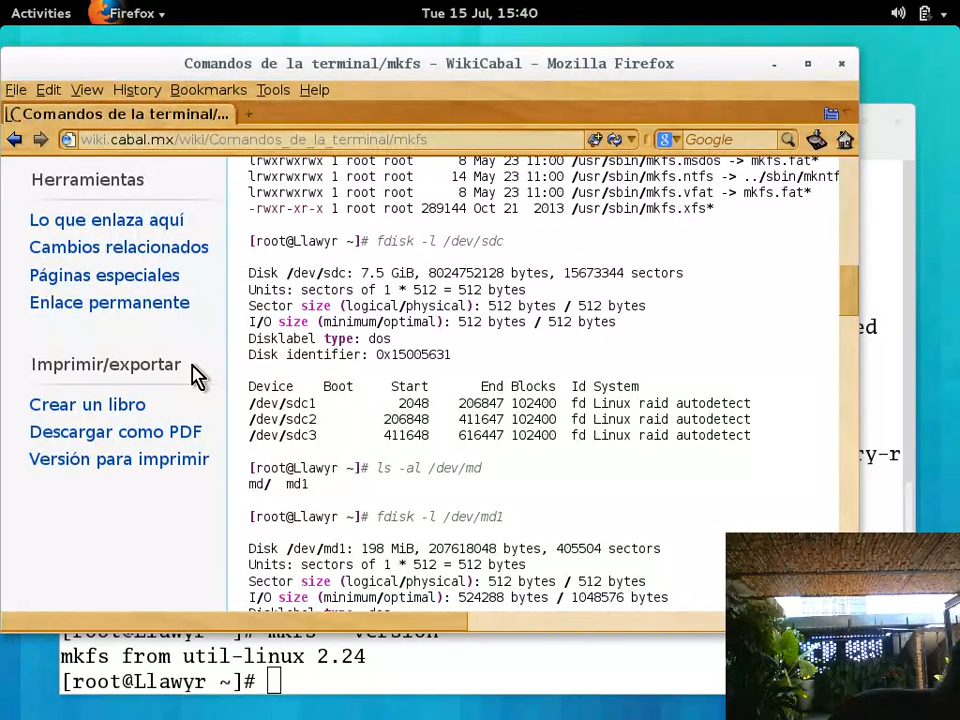 Activities Firefox Tue 15 Jul, 15:40
Comandos de la terminal/mkfs - WikiCabal - Mozilla Firefox
File Edit View History Bookmarks Tools Help
Comandos de la terminal/...
wiki.cabal.mx/wiki/Comandos_de_la_terminal/mkfs Google
Herramientas
Lo que enlaza aquí
Cambios relacionados
Páginas especiales
Enlace permanente
Imprimir/exportar
Crear un libro
Descargar como PDF
Versión para imprimir
lrwxrwxrwx 1 root root 8 May 23 11:00 /usr/sbin/mkfs.msdos -> mkfs.fat*
lrwxrwxrwx 1 root root 14 May 23 11:00 /usr/sbin/mkfs.ntfs -> ../sbin/mkntf
lrwxrwxrwx 1 root root 8 May 23 11:00 /usr/sbin/mkfs.vfat -> mkfs.fat*
-rwxr-xr-x 1 root root 289144 Oct 21 2013 /usr/sbin/mkfs.xfs*
[root@Llawyr ~]# fdisk -l /dev/sdc
Disk /dev/sdc: 7.5 GiB, 8024752128 bytes, 15673344 sectors
Units: sectors of 1 * 512 = 512 bytes
Sector size (logical/physical): 512 bytes / 512 bytes
I/O size (minimum/optimal): 512 bytes / 512 bytes
Disklabel type: dos
Disk identifier: 0x15005631
Device Boot Start End Blocks Id System
/dev/sdc1 2048 206847 102400 fd Linux raid autodetect
/dev/sdc2 206848 411647 102400 fd Linux raid autodetect
/dev/sdc3 411648 616447 102400 fd Linux raid autodetect
[root@Llawyr ~]# ls -al /dev/md
md/ md1
[root@Llawyr ~]# fdisk -l /dev/md1
Disk /dev/md1: 198 MiB, 207618048 bytes, 405504 sectors
Units: sectors of 1 * 512 = 512 bytes
Sector size (logical/physical): 512 bytes / 512 bytes
I/O size (minimum/optimal): 524288 bytes / 1048576 bytes
Disklabel type: dos
ed
ry-r
[root@Llawyr ~]# mkfs --version
mkfs from util-linux 2.24
[root@Llawyr ~]#